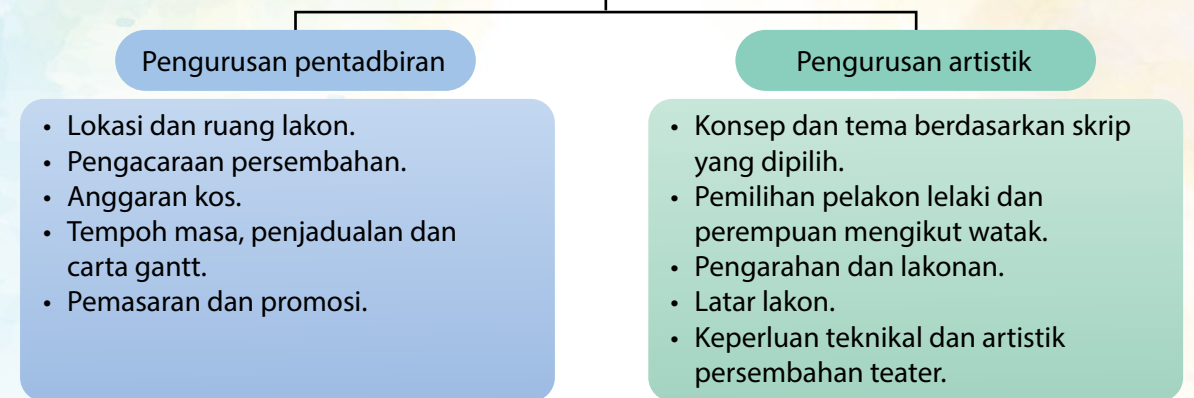 Pengurusan pentadbiran
• Lokasi dan ruang lakon.
• Pengacaraan persembahan.
• Anggaran kos.
• Tempoh masa, penjadualan dan
carta gantt.
• Pemasaran dan promosi.
Pengurusan artistik
• Konsep dan tema berdasarkan skrip
yang dipilih.
• Pemilihan pelakon lelaki dan
perempuan mengikut watak.
• Pengarahan dan lakonan.
• Latar lakon.
• Keperluan teknikal dan artistik
persembahan teater.